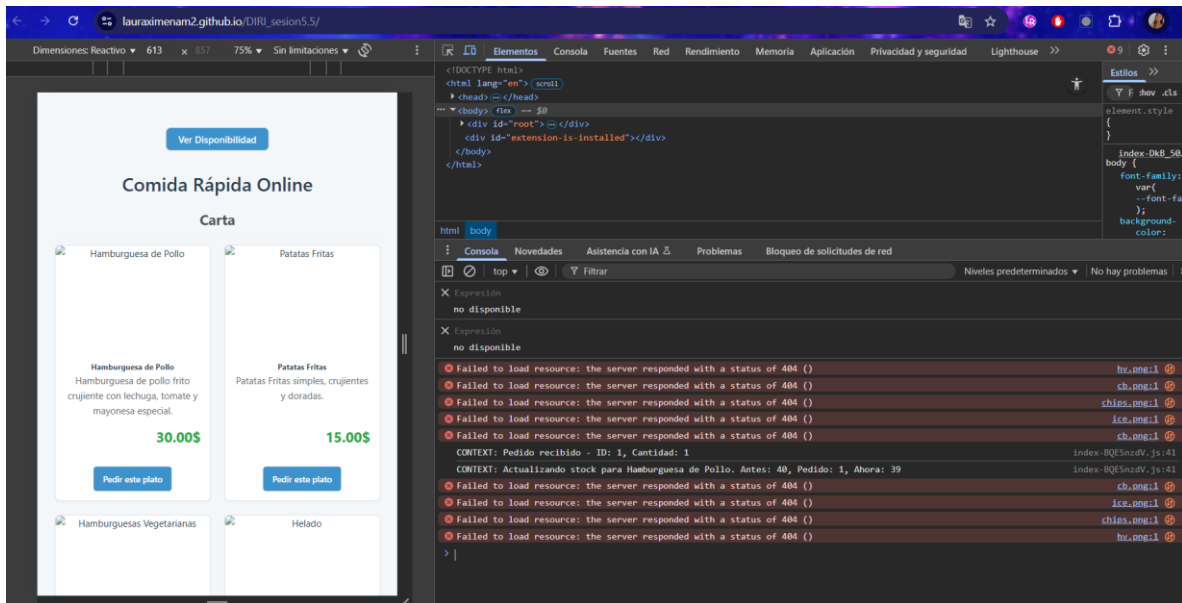 lauraximenam2.github.io/DIRI_sesion5.5/
Dimensiones: Reactivo ▼ 613 x 857 75% ▼ Sin limitaciones ▼
Ver Disponibilidad
Comida Rápida Online
Carta
Hamburguesa de Pollo
Hamburguesa de Pollo
Hamburguesa de pollo frito
crujiente con lechuga, tomate y
mayonesa especial.
30.00$
Pedir este plato
Patatas Fritas
Patatas Fritas
Patatas Fritas simples, crujientes
y doradas.
15.00$
Pedir este plato
Hamburguesas Vegetarianas
Helado
Elementos Consola Fuentes Red Rendimiento Memoria Aplicación Privacidad y seguridad Lighthouse >> 9
<!DOCTYPE html>
<html lang="en"> scroll
<head> ... </head>
... <body> flex == $0
<div id="root"> ... </div>
<div id="extension-is-installed"></div>
</body>
</html>
html body
Estilos >>
:hov .cls
element.style
{
}
index-DkB_50
body {
font-family:
var(
--font-fa
);
background-
color:
Consola Novedades Asistencia con IA Problemas Bloqueo de solicitudes de red
top ▼ Filtrar Niveles predeterminados ▼ No hay problemas
Expresión
no disponible
Expresión
no disponible
Failed to load resource: the server responded with a status of 404 () hv.png:1
Failed to load resource: the server responded with a status of 404 () cb.png:1
Failed to load resource: the server responded with a status of 404 () chips.png:1
Failed to load resource: the server responded with a status of 404 () ice.png:1
Failed to load resource: the server responded with a status of 404 () cb.png:1
CONTEXT: Pedido recibido - ID: 1, Cantidad: 1 index-BQESnzdV.js:41
CONTEXT: Actualizando stock para Hamburguesa de Pollo. Antes: 40, Pedido: 1, Ahora: 39 index-BQESnzdV.js:41
Failed to load resource: the server responded with a status of 404 () cb.png:1
Failed to load resource: the server responded with a status of 404 () ice.png:1
Failed to load resource: the server responded with a status of 404 () chips.png:1
Failed to load resource: the server responded with a status of 404 () hv.png:1
>